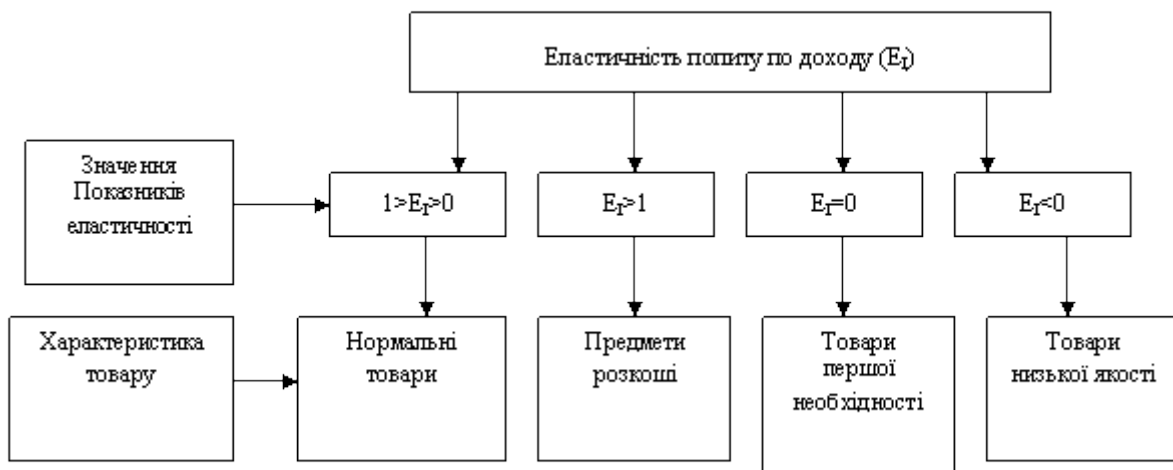 Еластичність попиту по доходу (EI)
Значення
Показників
еластичності
1>EI>0
EI>1
EI=0
EI<0
Характеристика
товару
Нормальні
товари
Предмети
розкоші
Товари
першої
необхідності
Товари
низької якості